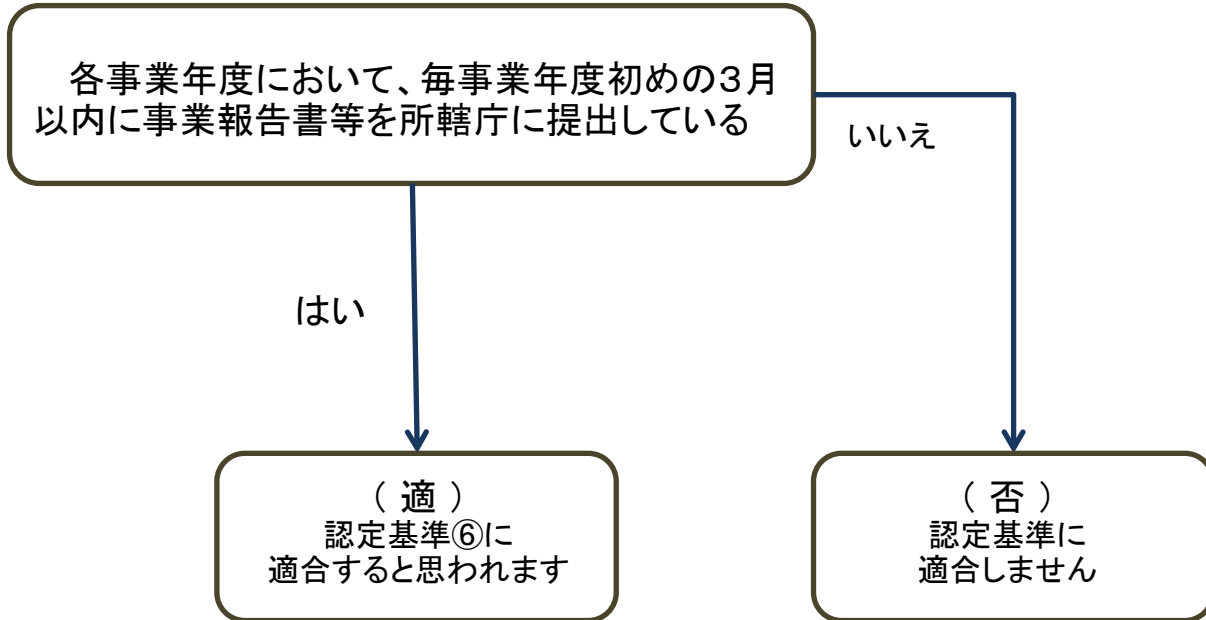 各事業年度において、毎事業年度初めの３月
以内に事業報告書等を所轄庁に提出している
いいえ
はい
（ 適 ）
認定基準⑥に
適合すると思われます
（ 否 ）
認定基準に
適合しません